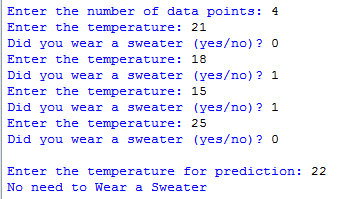 Enter the number of data points: 4
Enter the temperature: 21
Did you wear a sweater (yes/no)? 0
Enter the temperature: 18
Did you wear a sweater (yes/no)? 1
Enter the temperature: 15
Did you wear a sweater (yes/no)? 1
Enter the temperature: 25
Did you wear a sweater (yes/no)? 0
Enter the temperature for prediction: 22
No need to Wear a Sweater